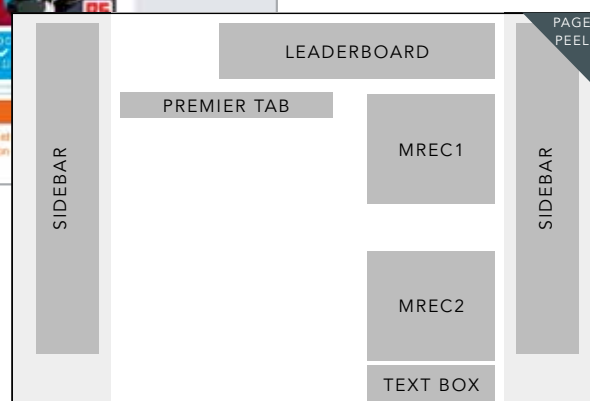 PAGE
PEEL
LEADERBOARD
PREMIER TAB
SIDEBAR
MREC1
SIDEBAR
MREC2
TEXT BOX